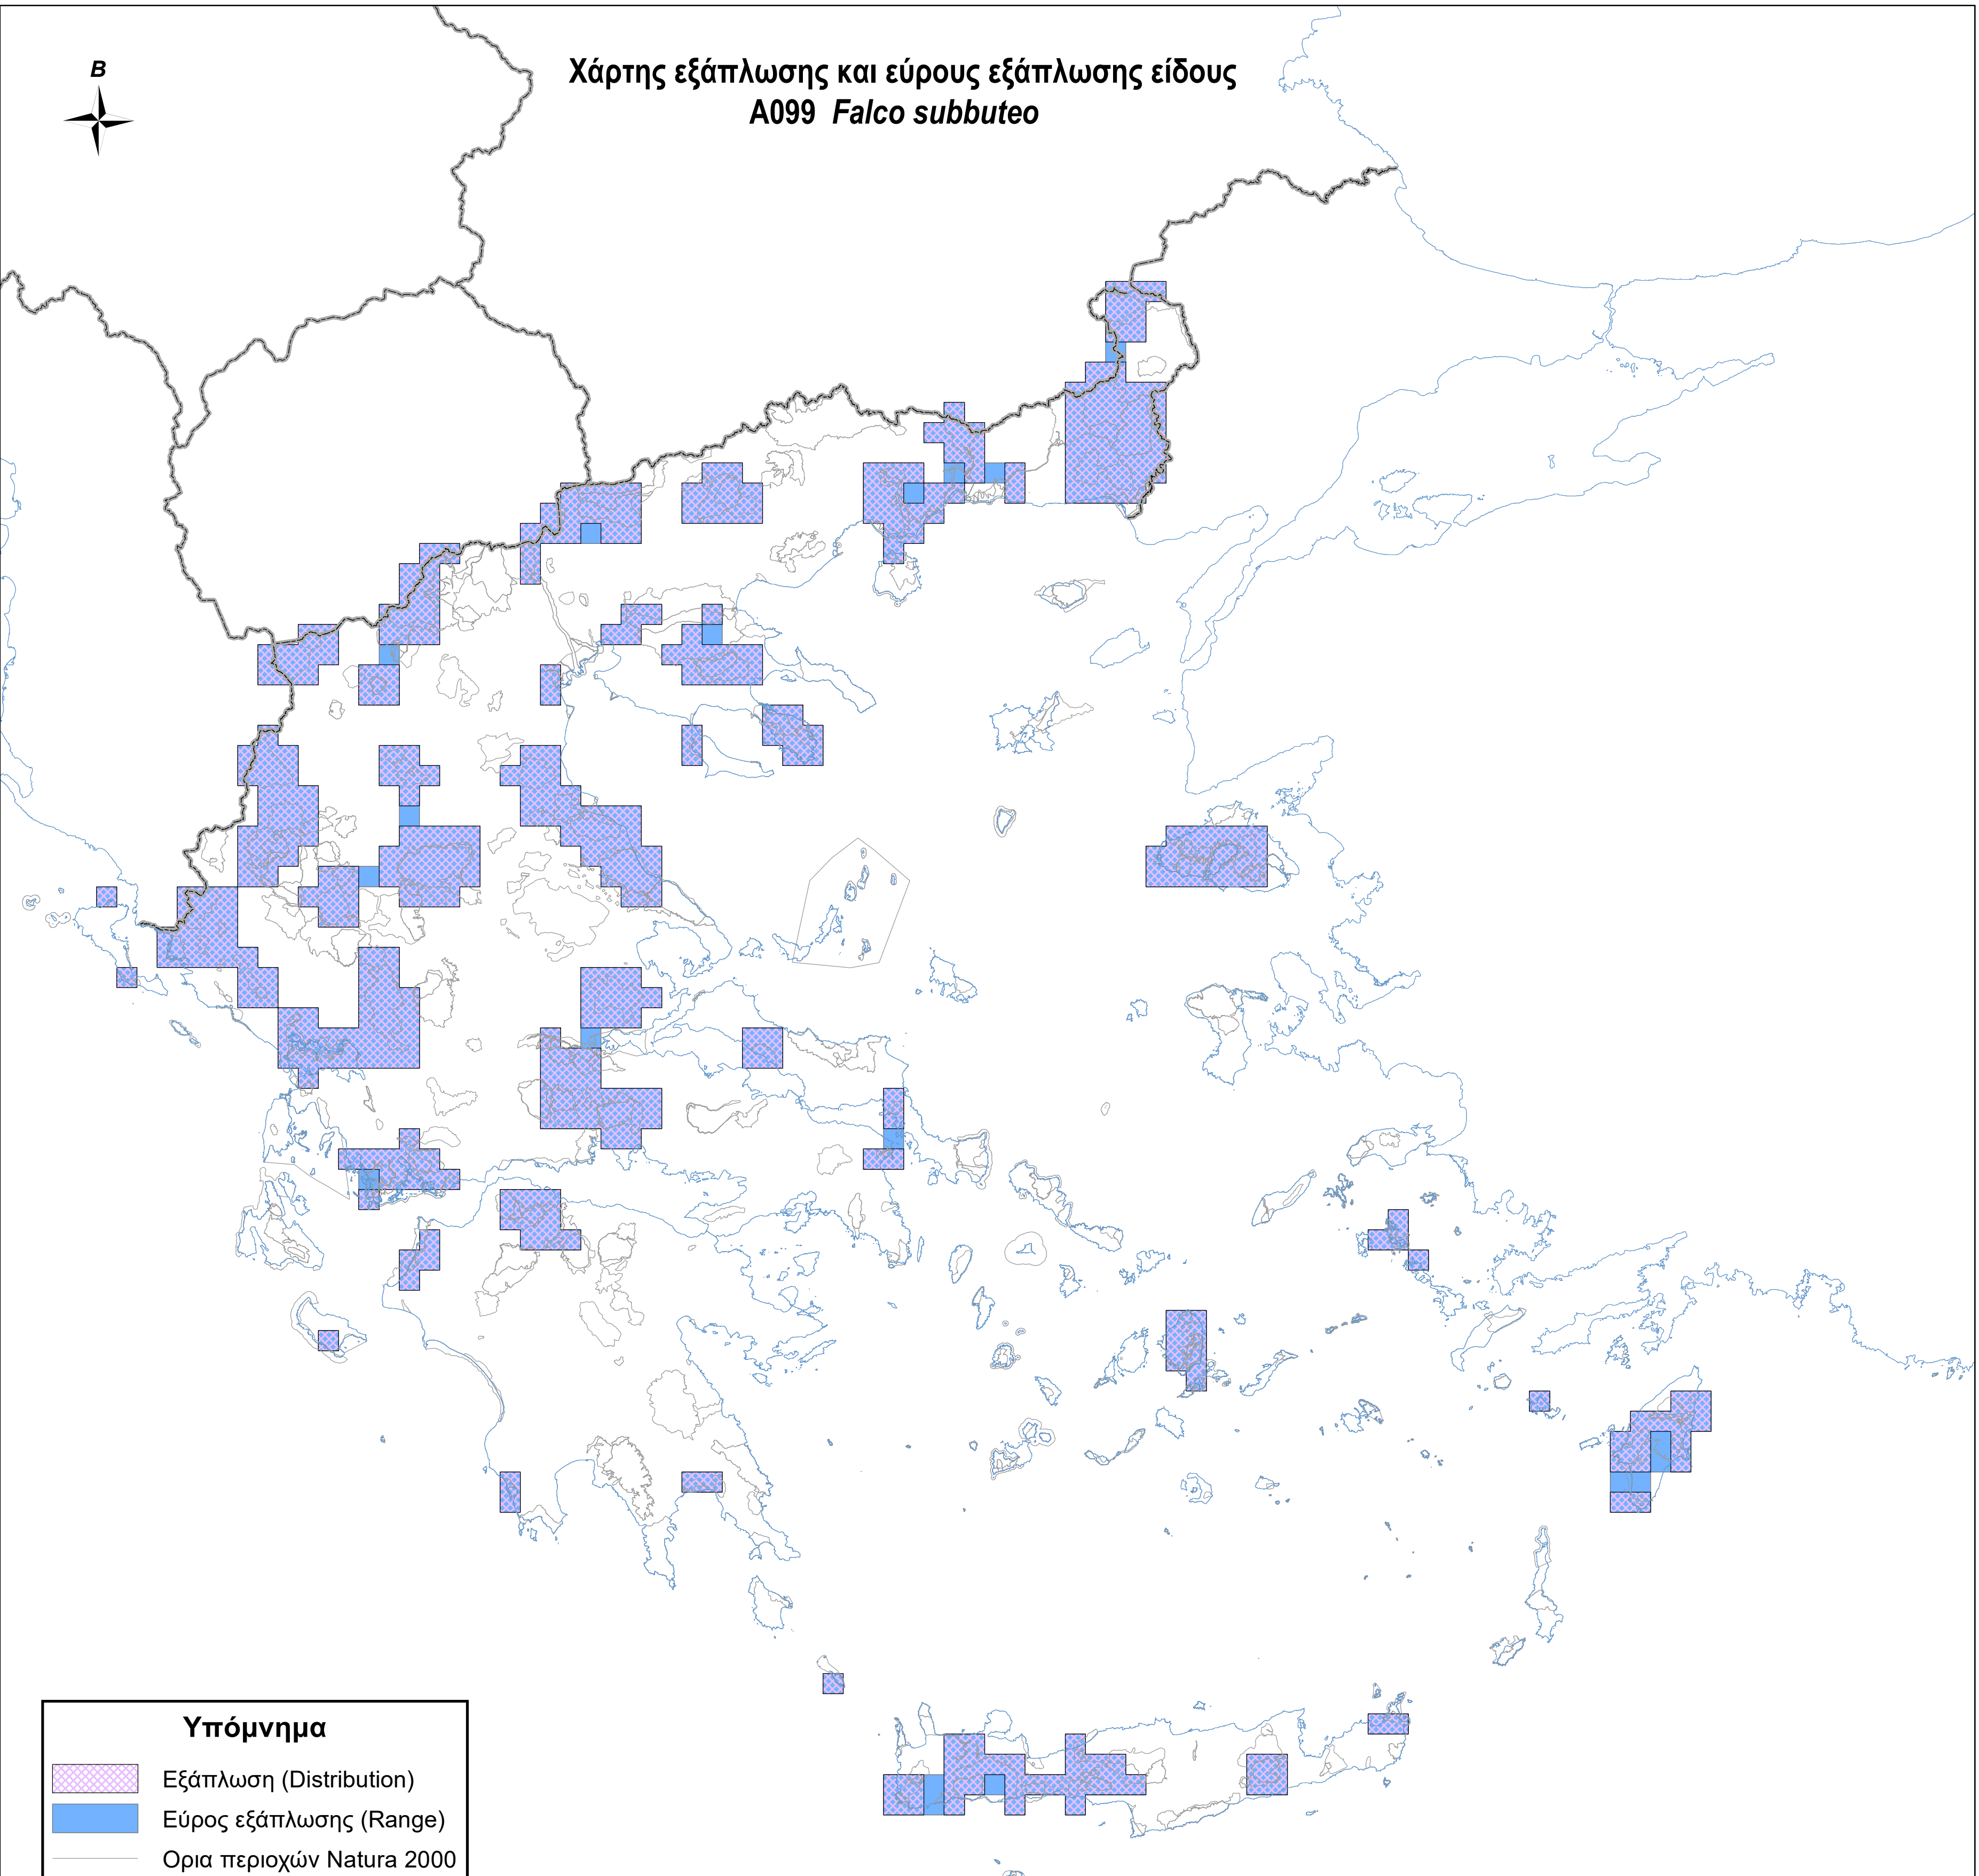 Χάρτης εξάπλωσης και εύρους εξάπλωσης είδους
A099 Falco subbuteo
B
Υπόμνημα
Εξάπλωση (Distribution)
Εύρος εξάπλωσης (Range)
Ορια περιοχών Natura 2000